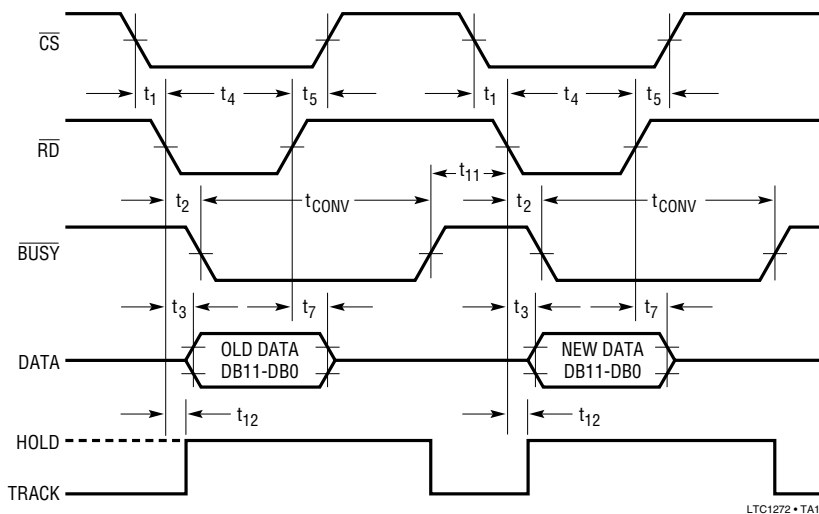 CS
t1 t4 t5 t1 t4 t5
RD
t11
t2 tCONV t2 tCONV
BUSY
t3 t7 t3 t7
DATA
OLD DATA
DB11-DB0
NEW DATA
DB11-DB0
t12 t12
HOLD
TRACK
LTC1272 • TA1